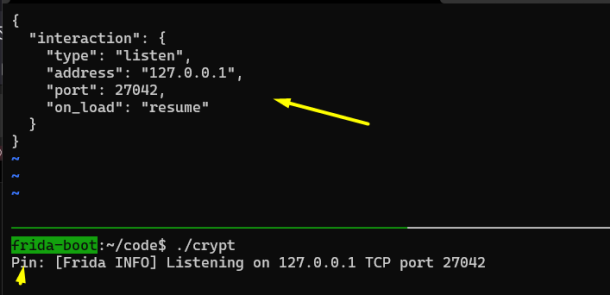 {
  "interaction": {
    "type": "listen",
    "address": "127.0.0.1",
    "port": 27042,
    "on_load": "resume"
  }
}
~
~
~
frida-boot:~/code$ ./crypt
Pin: [Frida INFO] Listening on 127.0.0.1 TCP port 27042